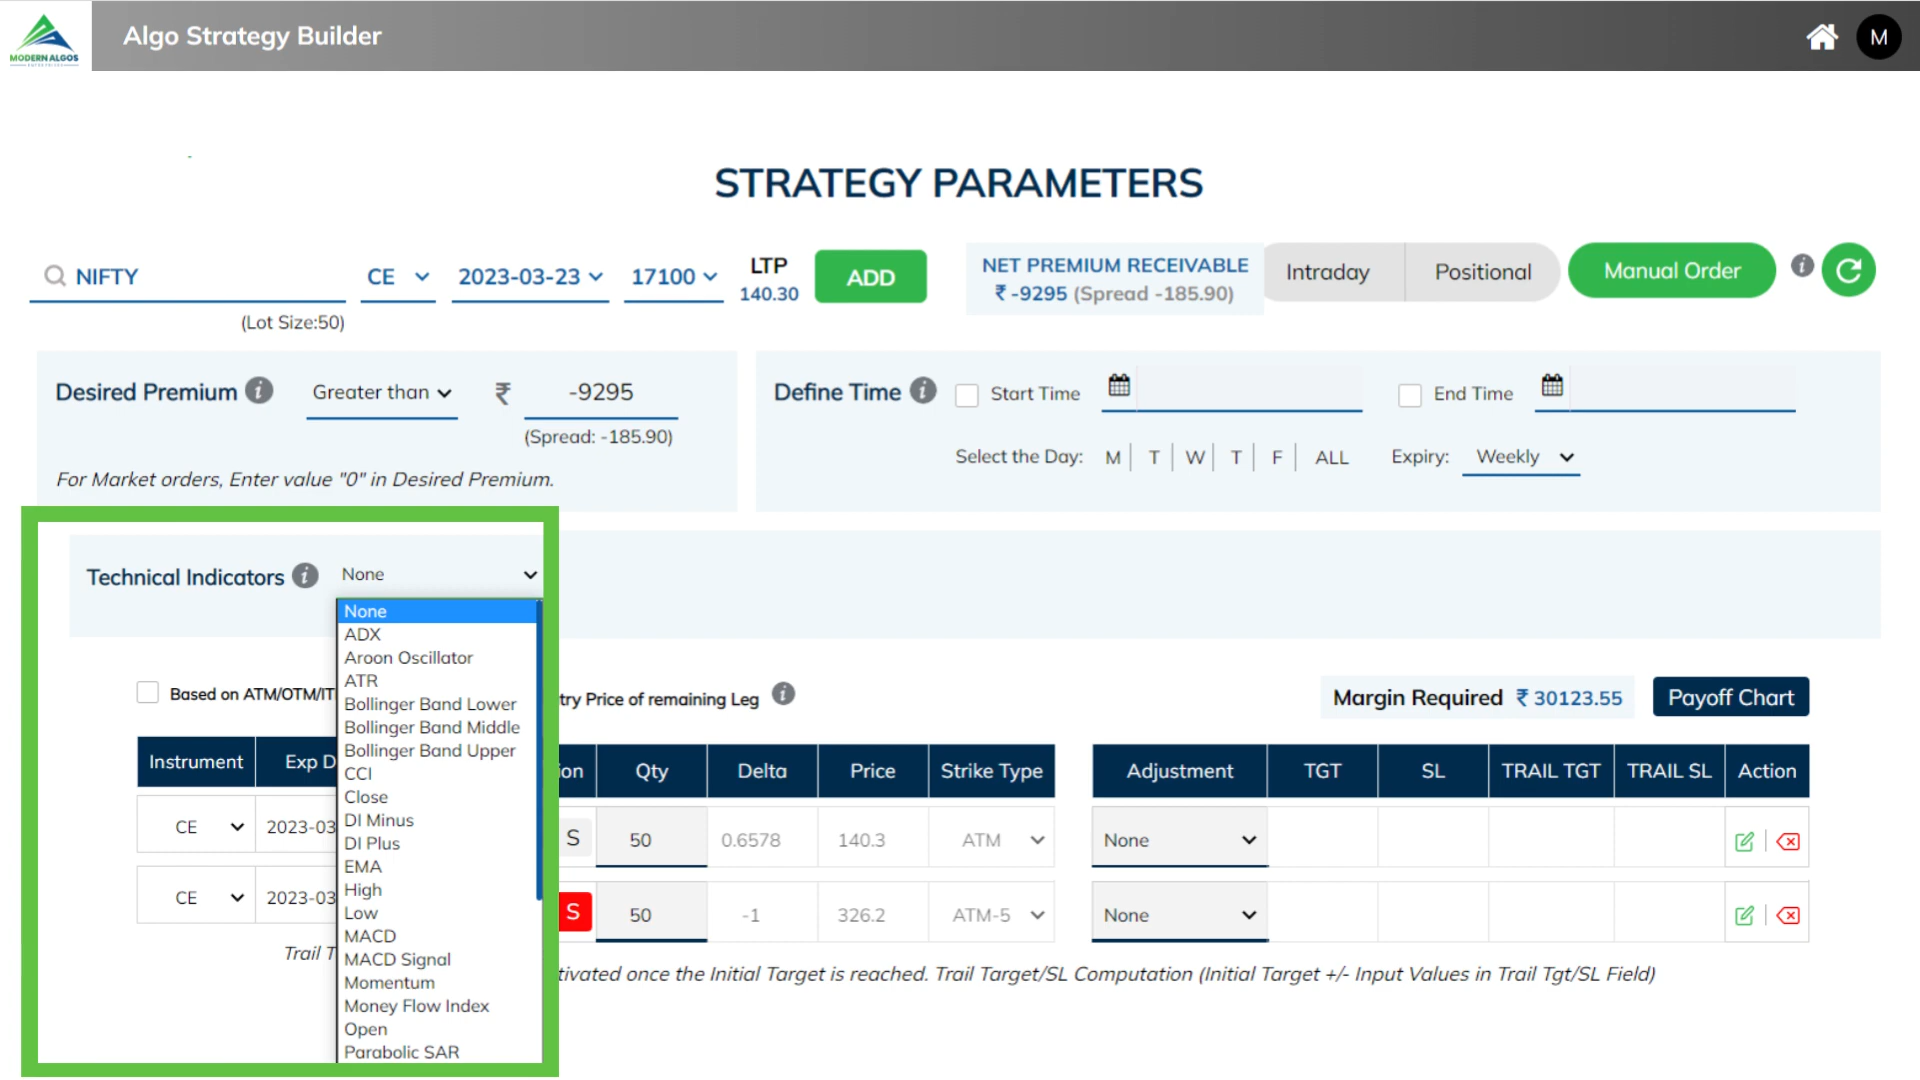 MODERN ALGOS
Algo Strategy Builder
M
STRATEGY PARAMETERS
NIFTY
CE
2023-03-23
17100
LTP
140.30
ADD
NET PREMIUM RECEIVABLE
₹ -9295 (Spread -185.90)
Intraday
Positional
Manual Order
(Lot Size:50)
Desired Premium
Greater than
₹
-9295
(Spread: -185.90)
For Market orders, Enter value "0" in Desired Premium.
Define Time
Start Time
End Time
Select the Day:
M
T
W
T
F
ALL
Expiry:
Weekly
Technical Indicators
None
None
ADX
Aroon Oscillator
ATR
Bollinger Band Lower
Bollinger Band Middle
Bollinger Band Upper
CCI
Close
DI Minus
DI Plus
EMA
High
Low
MACD
MACD Signal
Momentum
Money Flow Index
Open
Parabolic SAR
Based on ATM/OTM/IT
try Price of remaining Leg
Margin Required ₹ 30123.55
Payoff Chart
Instrument
Exp D
on
Qty
Delta
Price
Strike Type
Adjustment
TGT
SL
TRAIL TGT
TRAIL SL
Action
CE
2023-03
S
50
0.6578
140.3
ATM
None
CE
2023-03
S
50
-1
326.2
ATM-5
None
Trail T
tivated once the Initial Target is reached. Trail Target/SL Computation (Initial Target +/- Input Values in Trail Tgt/SL Field)